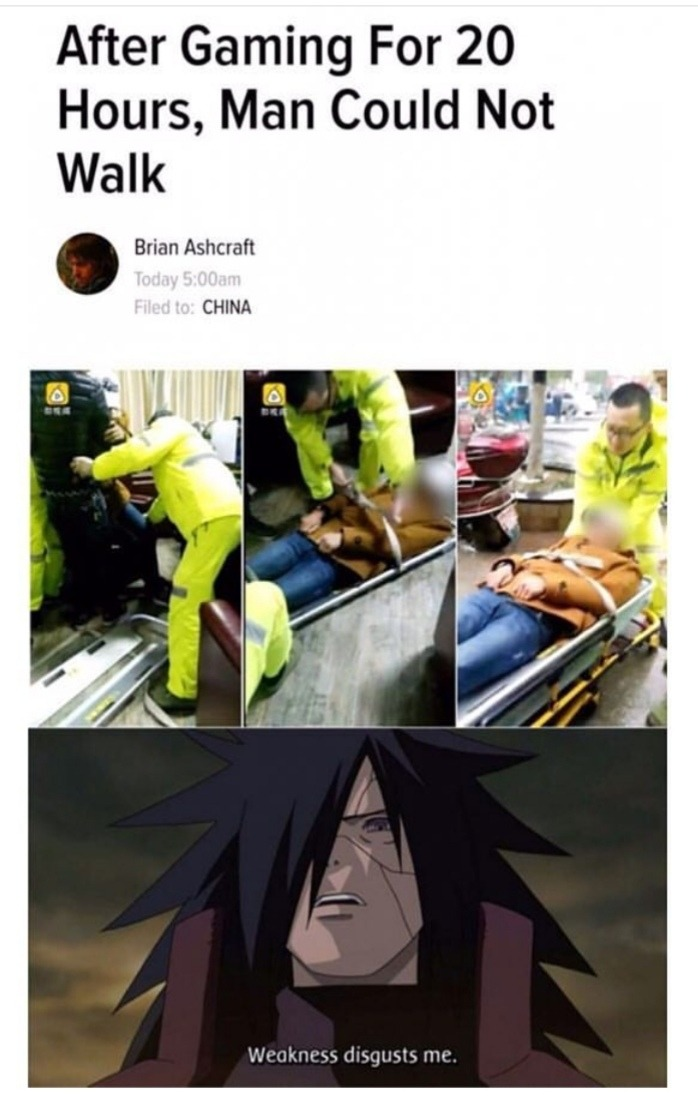 After Gaming For 20
Hours, Man Could Not
Walk
Brian Ashcraft
Today 5:00am
Filed to: CHINA
Weakness disgusts me.